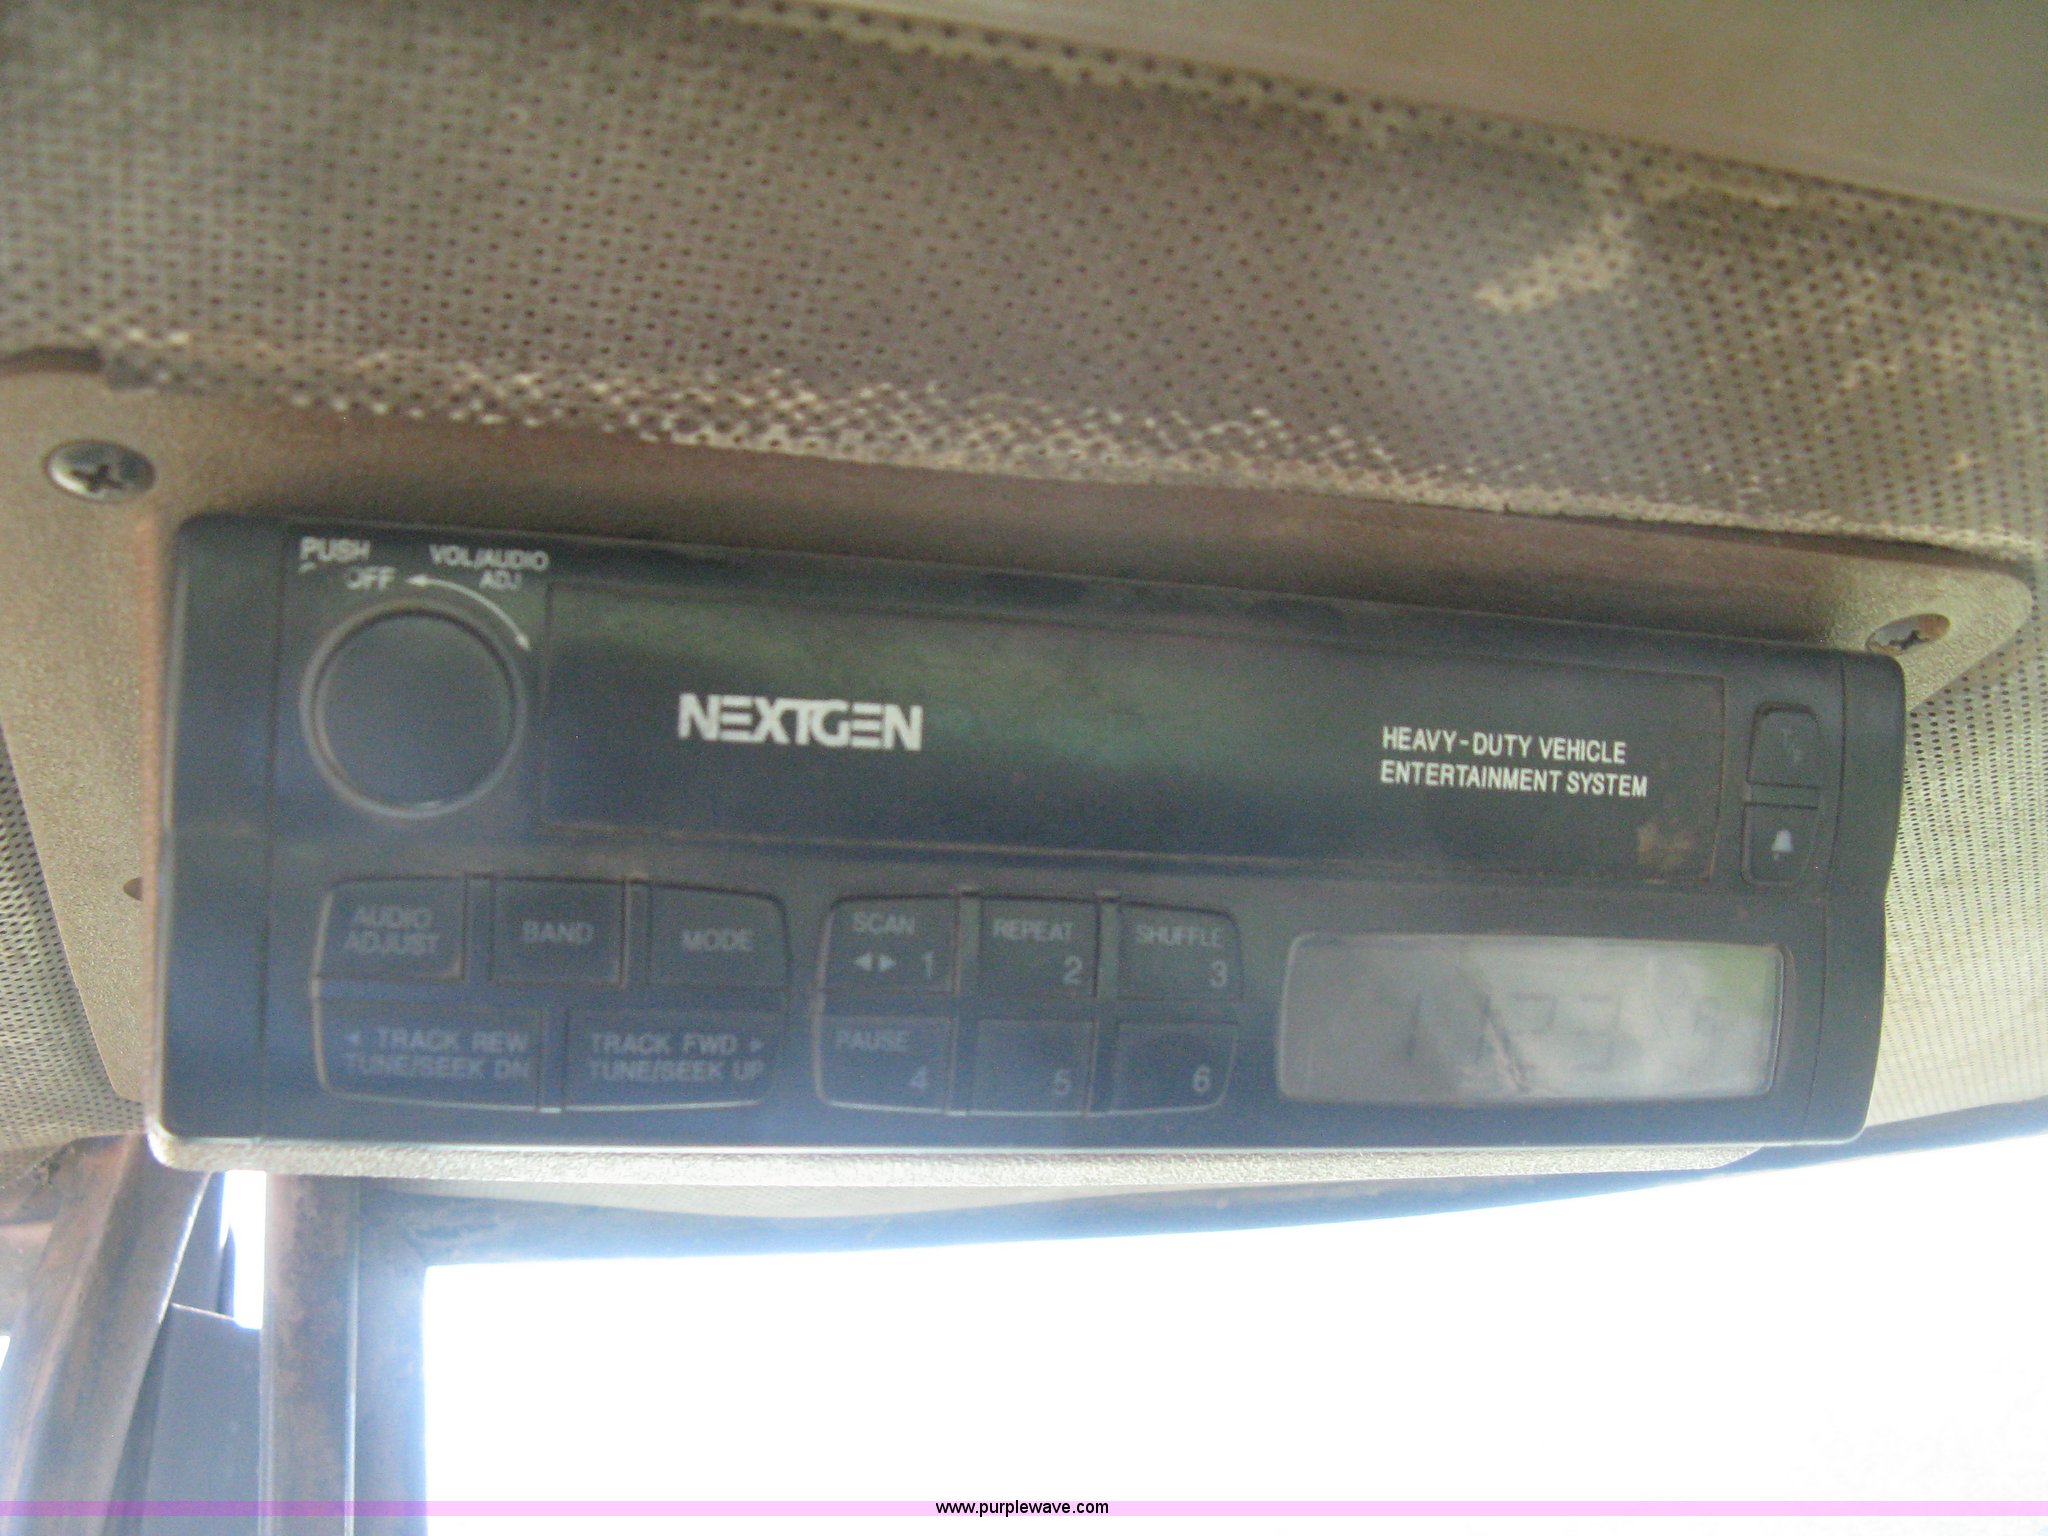 PUSH
OFF
VOL/AUDIO
ADJ
NEXTGEN
HEAVY-DUTY VEHICLE
ENTERTAINMENT SYSTEM
AUDIO
ADJUST
BAND
MODE
SCAN
◄► 1
REPEAT
2
SHUFFLE
3
◄ TRACK REW
TUNE/SEEK DN
TRACK FWD ►
TUNE/SEEK UP
PAUSE
4
5
6
www.purplewave.com